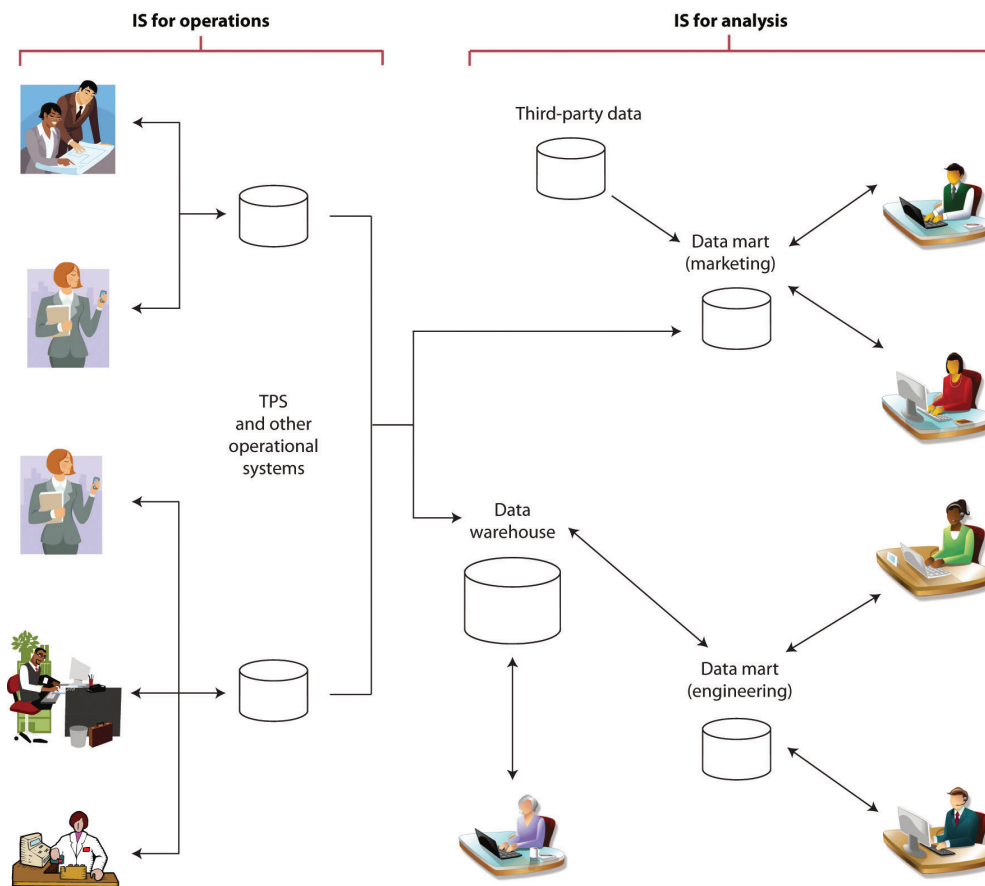 IS for operations
IS for analysis
Third-party data
Data mart
(marketing)
TPS
and other
operational
systems
Data
warehouse
Data mart
(engineering)